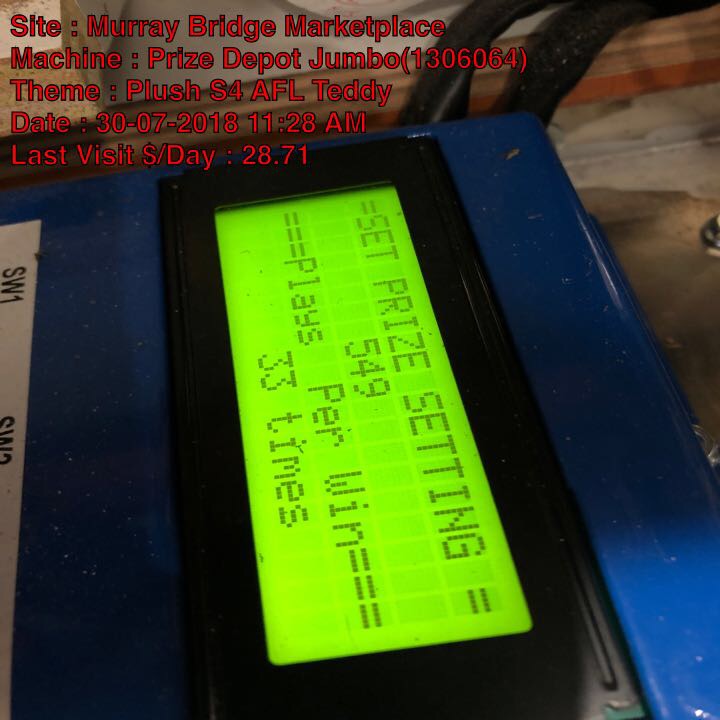 Site : Murray Bridge Marketplace
Machine : Prize Depot Jumbo(1306064)
Theme : Plush S4 AFL Teddy
Date : 30-07-2018 11:28 AM
Last Visit $/Day : 28.71
=SET PRIZE SETTING =
549
===Plays Per Win===
33 times
SW1
SW2